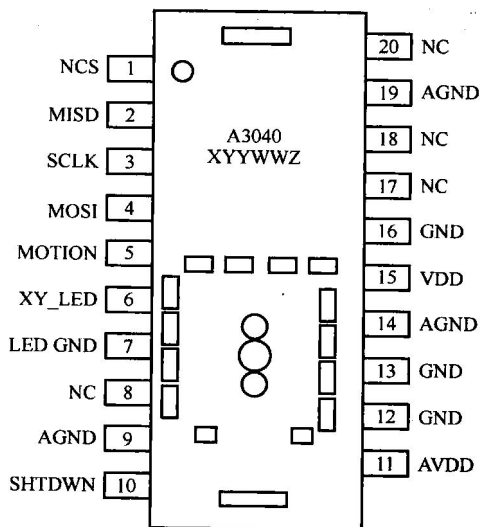 NCS 1
MISD 2
SCLK 3
MOSI 4
MOTION 5
XY_LED 6
LED GND 7
NC 8
AGND 9
SHTDWN 10
A3040
XYYWWZ
20 NC
19 AGND
18 NC
17 NC
16 GND
15 VDD
14 AGND
13 GND
12 GND
11 AVDD